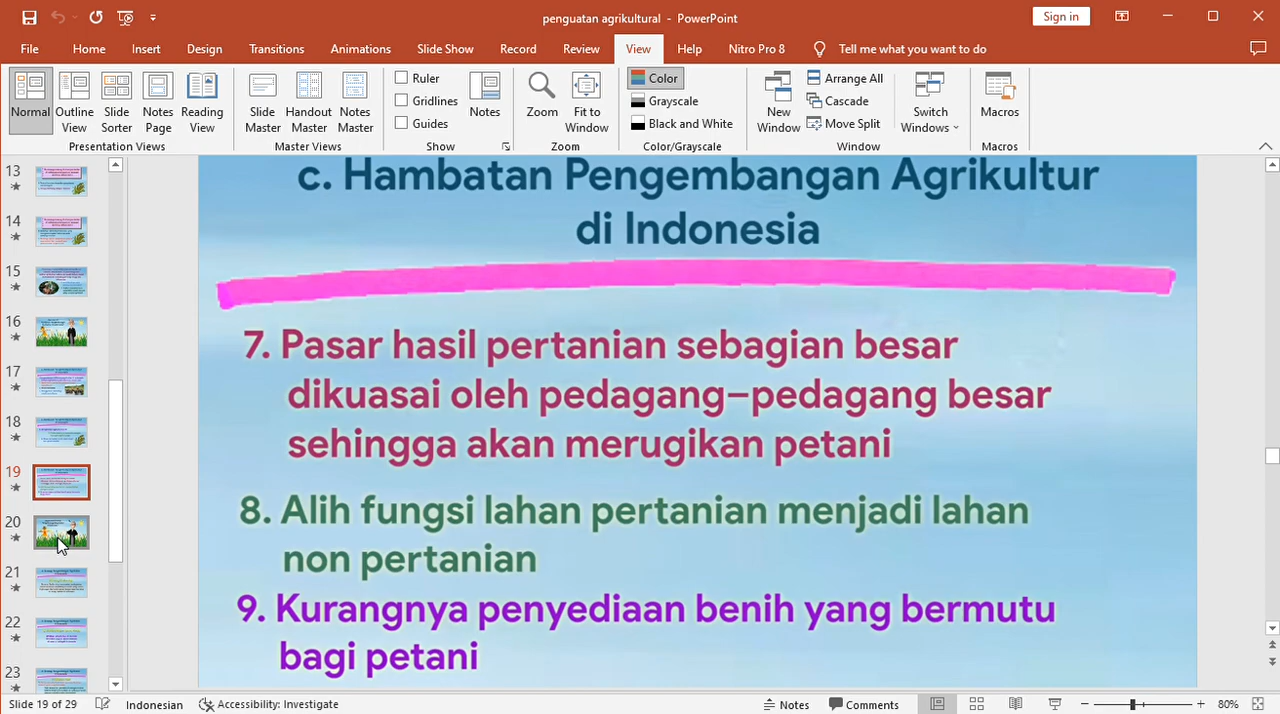 penguatan agrikultural - PowerPoint
Sign in
File Home Insert Design Transitions Animations Slide Show Record Review View Help Nitro Pro 8 Tell me what you want to do
Normal
Outline View
Slide Sorter
Notes Page
Reading View
Presentation Views
Slide Master
Handout Master
Notes Master
Master Views
Ruler
Gridlines
Guides
Show
Notes
Zoom
Fit to Window
Zoom
Color
Grayscale
Black and White
Color/Grayscale
New Window
Arrange All
Cascade
Move Split
Switch Windows
Window
Macros
Macros
13
14
15
16
17
18
19
20
21
22
23
c. Hambatan Pengembangan Agrikultur
di Indonesia
7. Pasar hasil pertanian sebagian besar
dikuasai oleh pedagang–pedagang besar
sehingga akan merugikan petani
8. Alih fungsi lahan pertanian menjadi lahan
non pertanian
9. Kurangnya penyediaan benih yang bermutu
bagi petani
Slide 19 of 29 Indonesian Accessibility: Investigate Notes Comments 80%